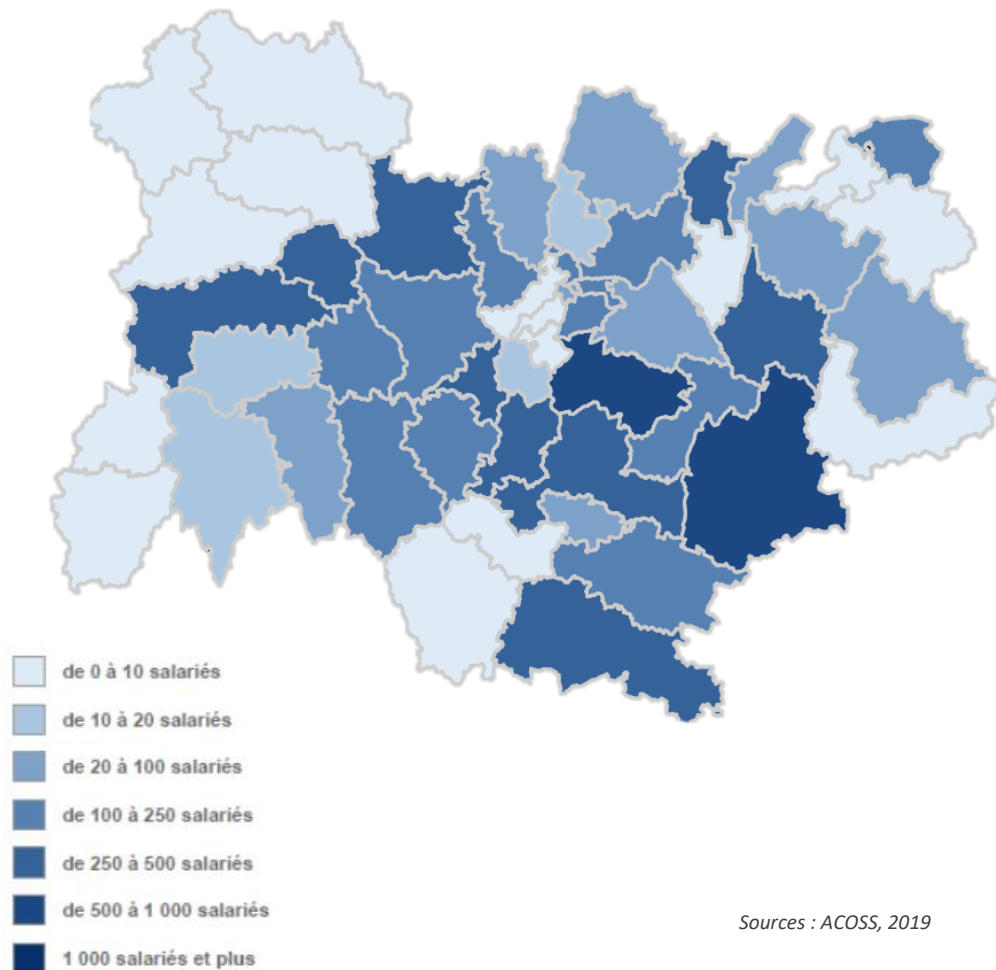 de 0 à 10 salariés
de 10 à 20 salariés
de 20 à 100 salariés
de 100 à 250 salariés
de 250 à 500 salariés
de 500 à 1 000 salariés
1 000 salariés et plus
Sources : ACOSS, 2019